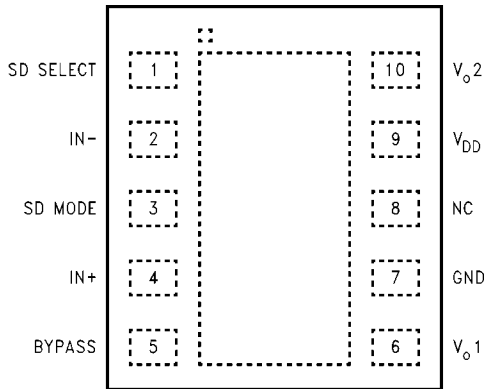 SD SELECT 1 10 Vo2
IN- 2 9 VDD
SD MODE 3 8 NC
IN+ 4 7 GND
BYPASS 5 6 Vo1